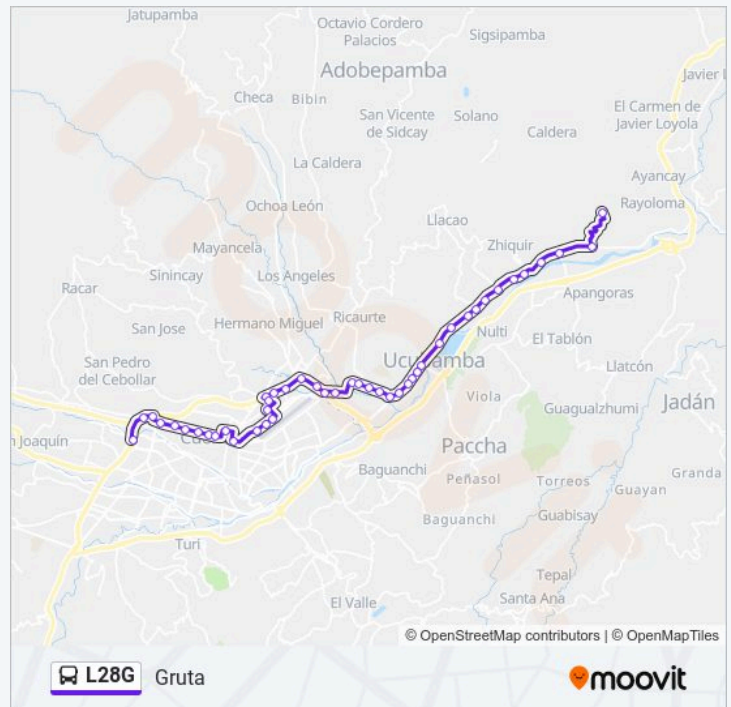 Jatupamba
Octavio Cordero
Palacios
Sigsipamba
Adobepamba
Javier L
Checa
Bibin
San Vicente
de Sidcay
Solano
El Carmen de
Javier Loyola
Caldera
La Caldera
Ayancay
Ochoa León
Rayoloma
Llacao
Mayancela
Zhiquir
Sinincay
Los Angeles
Racar
Apangoras
San Jose
Hermano Miguel
Ricaurte
Nulti
El Tablón
San Pedro
del Cebollar
Llatcón
Viola
Jadán
Guagualzhumi
n Joaquín
Paccha
Baguanchi
Peñasol
Torreos
Granda
Guayan
Baguanchi
Guabisay
Turi
Tepal
El Valle
Santa Ana
© OpenStreetMap contributors | © OpenMapTiles
L28G Gruta
moovit